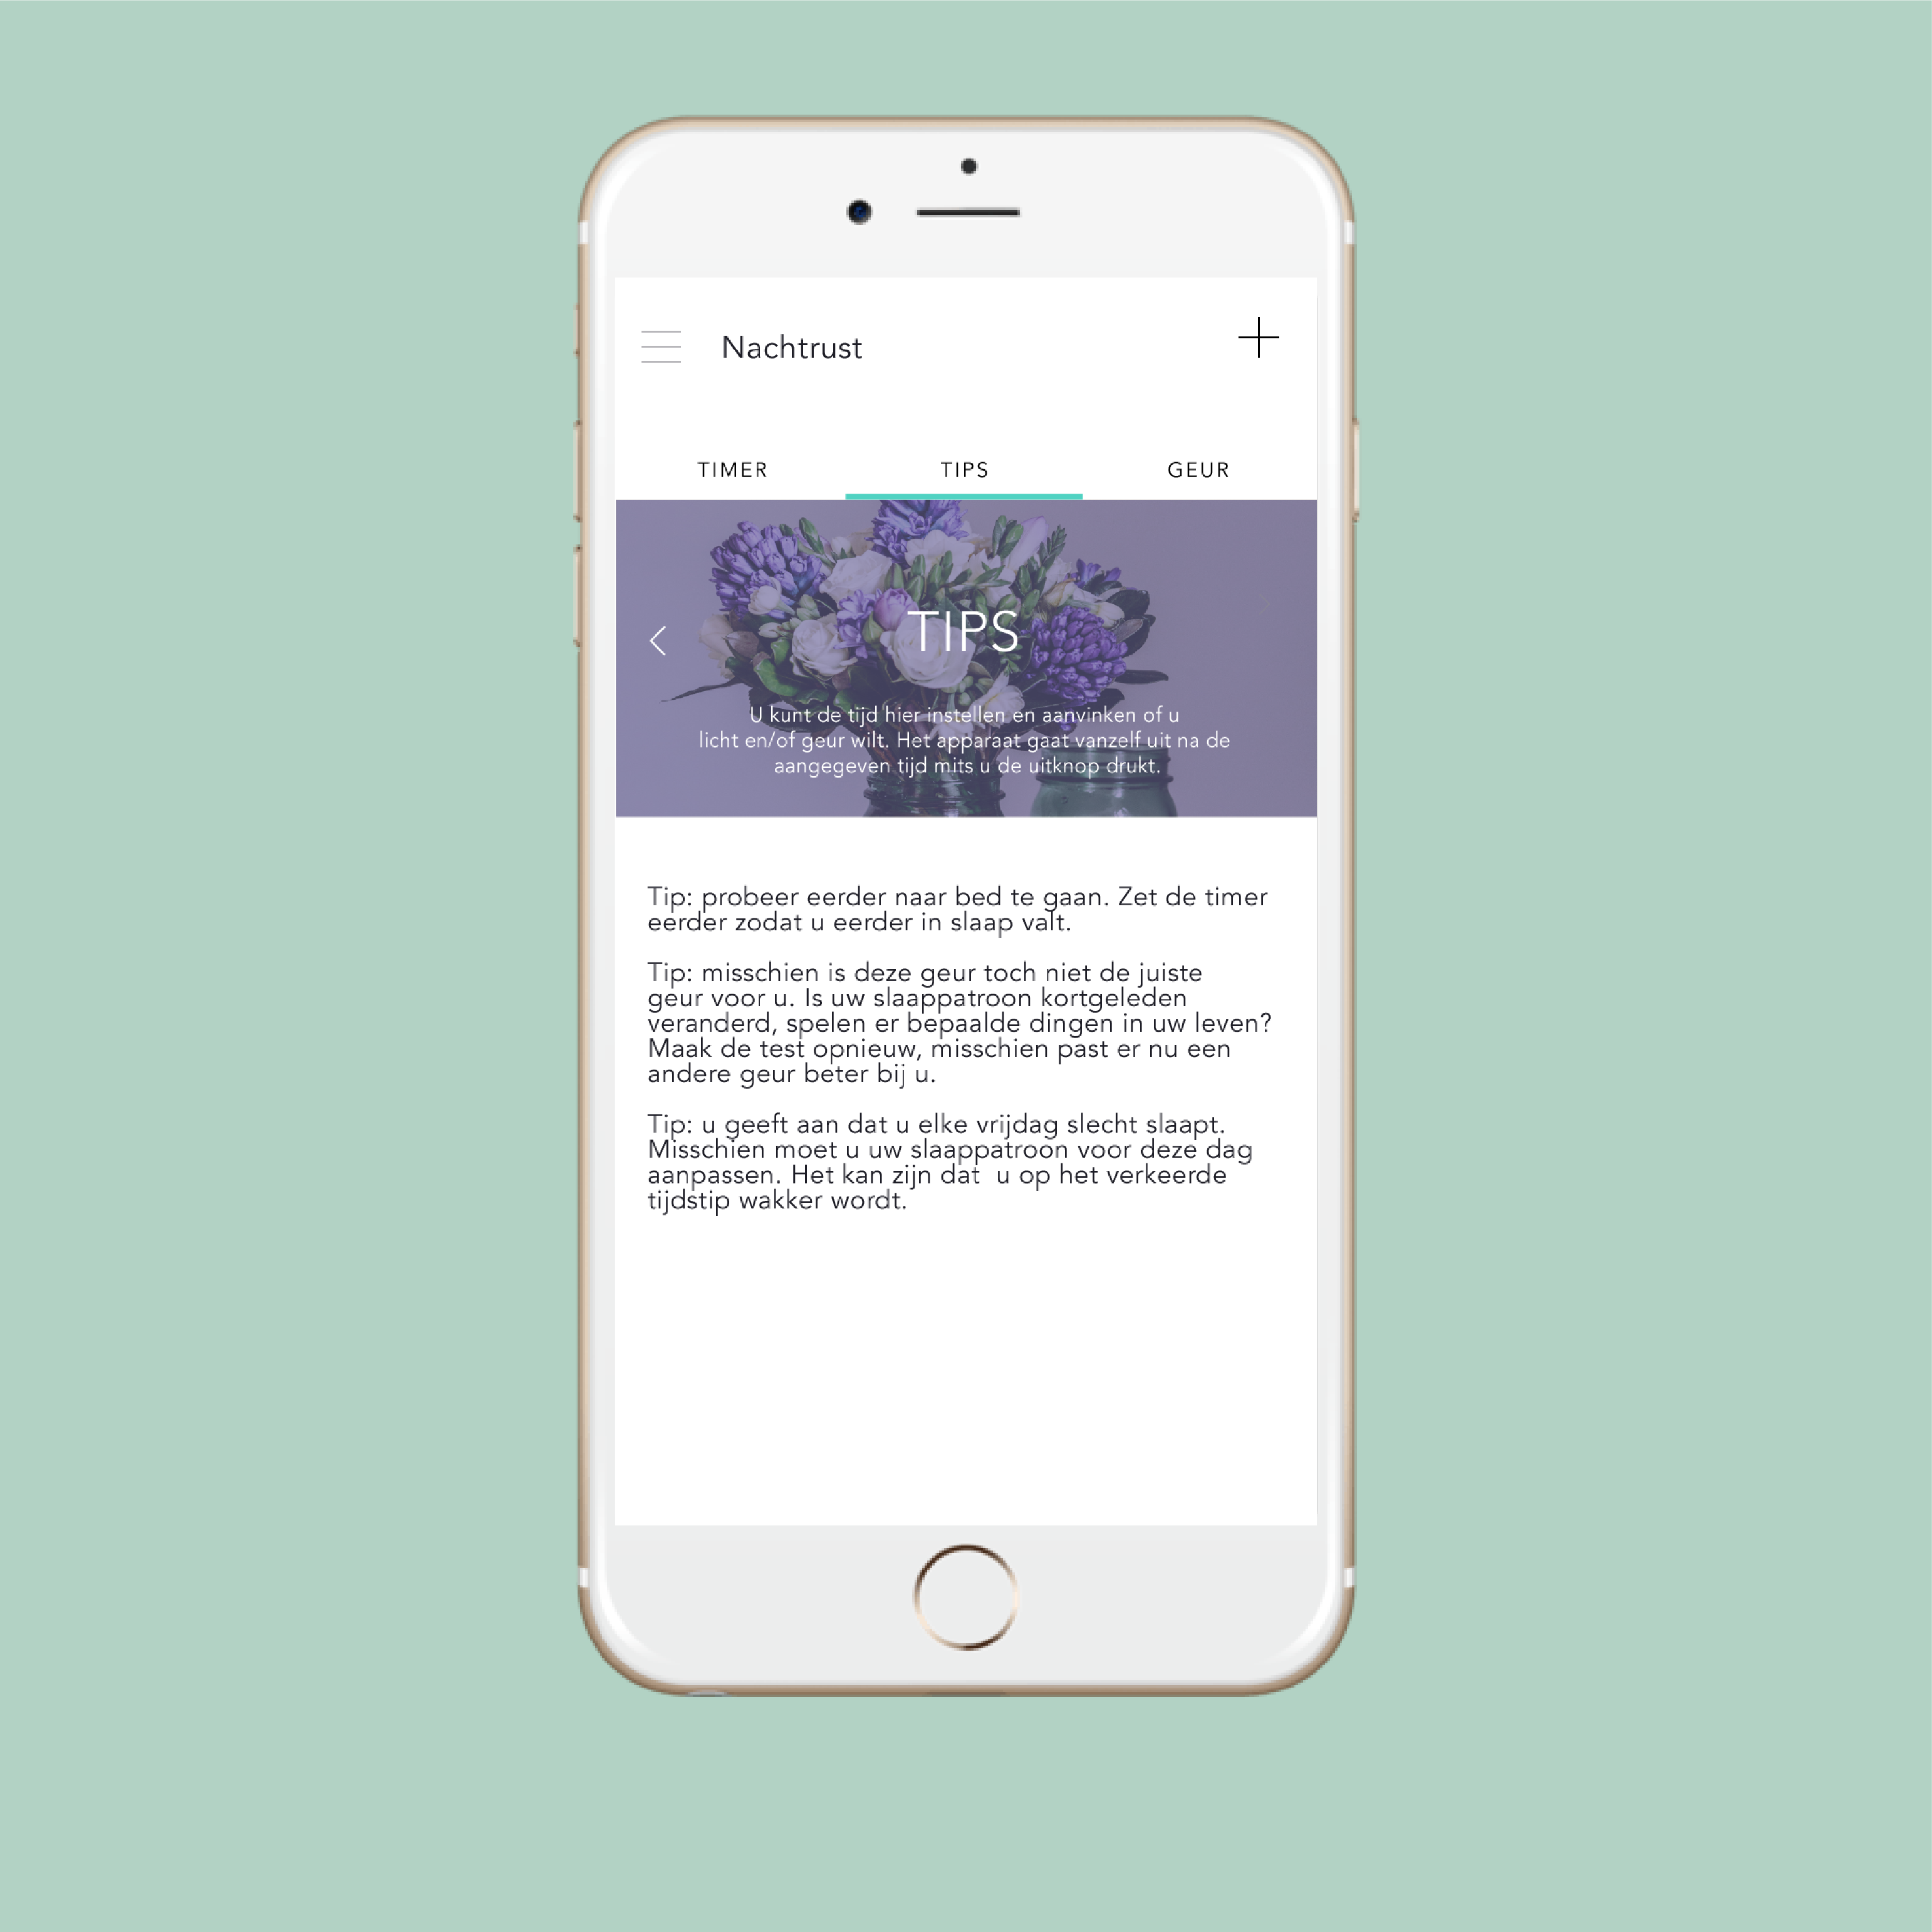 Nachtrust
TIMER
TIPS
GEUR
TIPS
U kunt de tijd hier instellen en aanvinken of u
licht en/of geur wilt. Het apparaat gaat vanzelf uit na de
aangegeven tijd mits u de uitknop drukt.
Tip: probeer eerder naar bed te gaan. Zet de timer
eerder zodat u eerder in slaap valt.
Tip: misschien is deze geur toch niet de juiste
geur voor u. Is uw slaappatroon kortgeleden
veranderd, spelen er bepaalde dingen in uw leven?
Maak de test opnieuw, misschien past er nu een
andere geur beter bij u.
Tip: u geeft aan dat u elke vrijdag slecht slaapt.
Misschien moet u uw slaappatroon voor deze dag
aanpassen. Het kan zijn dat  u op het verkeerde
tijdstip wakker wordt.